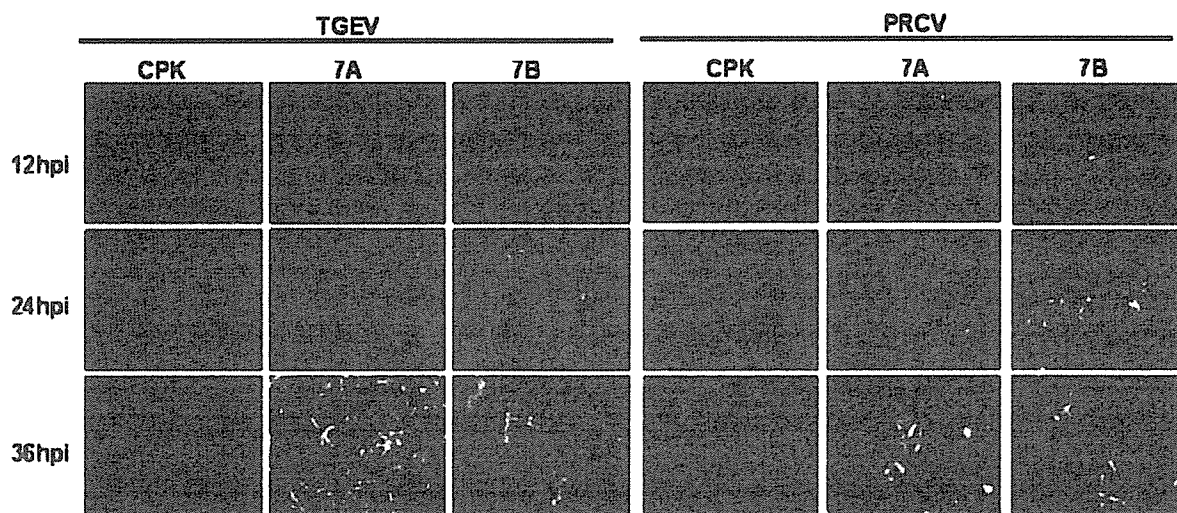 TGEV PRCV
CPK 7A 7B CPK 7A 7B
12hpi
24hpi
36hpi